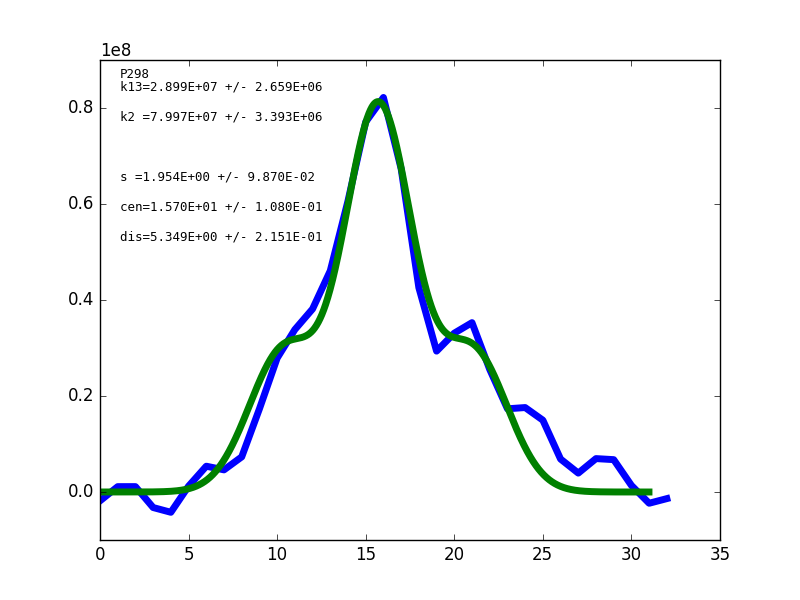 1e8
P298
k13=2.899E+07 +/- 2.659E+06
k2 =7.997E+07 +/- 3.393E+06
s =1.954E+00 +/- 9.870E-02
cen=1.570E+01 +/- 1.080E-01
dis=5.349E+00 +/- 2.151E-01
0.8
0.6
0.4
0.2
0.0
0 5 10 15 20 25 30 35